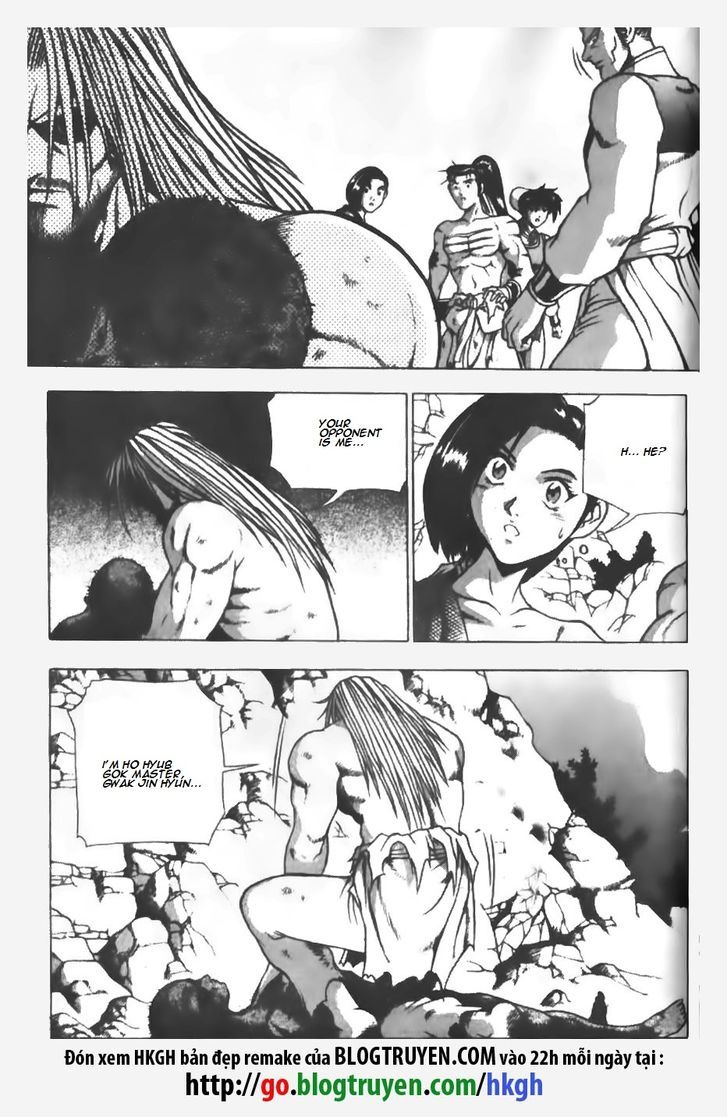 YOUR
OPPONENT
IS ME...
H... HE?
I'M HO HYUB
GOK MASTER,
GWAK JIN HYUN...
Đón xem HKGH bản đẹp remake của BLOGTRUYEN.COM vào 22h mỗi ngày tại :
http://go.blogtruyen.com/hkgh